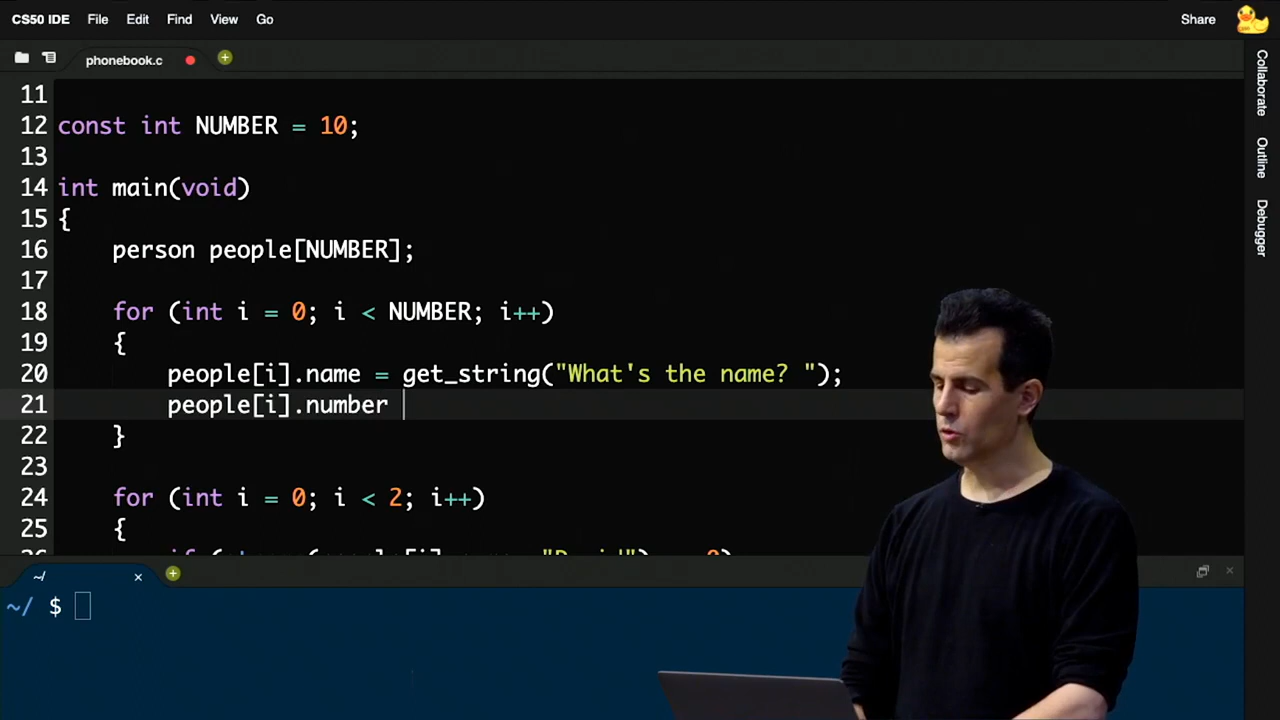 CS50 IDE File Edit Find View Go Share
phonebook.c
Collaborate
Outline
Debugger
11
12 const int NUMBER = 10;
13
14 int main(void)
15 {
16 person people[NUMBER];
17
18 for (int i = 0; i < NUMBER; i++)
19 {
20 people[i].name = get_string("What's the name? ");
21 people[i].number
22 }
23
24 for (int i = 0; i < 2; i++)
25 {
~/
~/ $